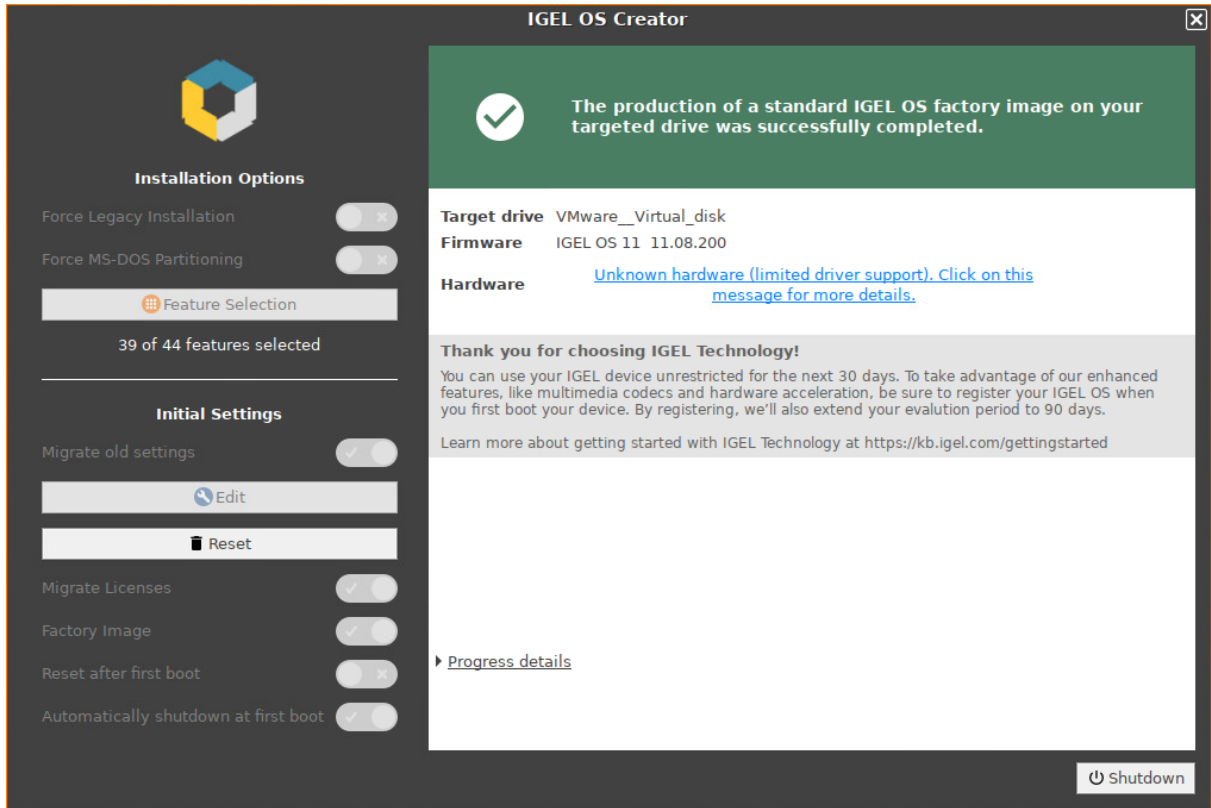 IGEL OS Creator
Installation Options
Force Legacy Installation
Force MS-DOS Partitioning
Feature Selection
39 of 44 features selected
Initial Settings
Migrate old settings
Edit
Reset
Migrate Licenses
Factory Image
Reset after first boot
Automatically shutdown at first boot
The production of a standard IGEL OS factory image on your
targeted drive was successfully completed.
Target drive VMware__Virtual_disk
Firmware IGEL OS 11 11.08.200
Hardware Unknown hardware (limited driver support). Click on this
message for more details.
Thank you for choosing IGEL Technology!
You can use your IGEL device unrestricted for the next 30 days. To take advantage of our enhanced
features, like multimedia codecs and hardware acceleration, be sure to register your IGEL OS when
you first boot your device. By registering, we'll also extend your evalution period to 90 days.
Learn more about getting started with IGEL Technology at https://kb.igel.com/gettingstarted
Progress details
Shutdown